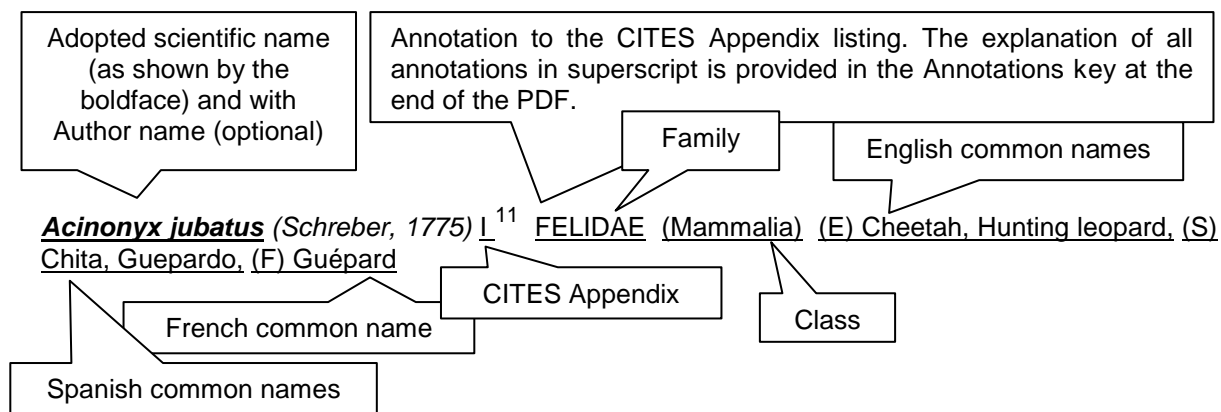 Adopted scientific name
(as shown by the
boldface) and with
Author name (optional)
Annotation to the CITES Appendix listing. The explanation of all
annotations in superscript is provided in the Annotations key at the
end of the PDF.
Family
English common names
Acinonyx jubatus (Schreber, 1775) I 11 FELIDAE (Mammalia) (E) Cheetah, Hunting leopard, (S)
Chita, Guepardo, (F) Guépard
CITES Appendix
Class
French common name
Spanish common names